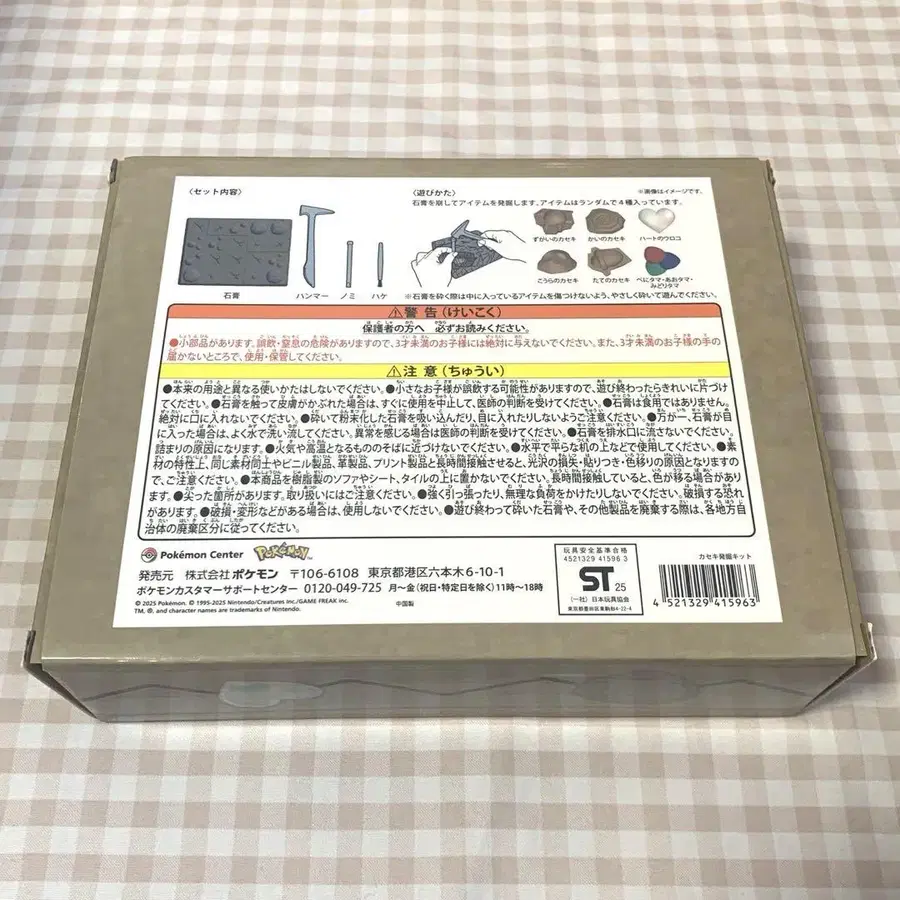 〈セット内容〉
石膏
ハンマー
ノミ
ハケ
〈遊びかた〉
※画像はイメージです。
石膏を崩してアイテムを発掘します、アイテムはランダムで4種入っています。
ずがいのカセキ
かいのカセキ
ハートのウロコ
こうらのカセキ
たてのカセキ
べにタマ・あおタマ・
みどりタマ
※石膏を砕く際は中に入っているアイテムを傷つけないよう、やさしく砕いて遊んでください。
⚠警告(けいこく)
保護者の方へ 必ずお読みください。
●小部品があります。誤飲・窒息の危険がありますので、3才未満のお子様には絶対に与えないでください。また、3才未満のお子様の手の
届かないところで、使用・保管してください。
⚠注意(ちゅうい)
●本来の用途と異なる使いかたはしないでください。●小さなお子様が誤飲する可能性がありますので、遊び終わったらきれいに片づけ
てください。●石膏を触って皮膚がかぶれた場合は、すぐに使用を中止して、医師の判断を受けてください。●石膏は食用ではありません。
絶対に口に入れないでください。●砕いて粉末化した石膏を吸い込んだり、目に入れたりしないようご注意ください。●万が一、石膏が目
に入った場合は、よく水で洗い流してください。異常を感じる場合は医師の判断を受けてください。●石膏を排水口に流さないでください。
詰まりの原因になります。●火気や高温となるもののそばに近づけないでください。●水平で平らな机の上などで使用してください。●素
材の特性上、同じ素材同士やビニール製品、革製品、プリント製品と長時間接触させると、光沢の損失・貼りつき・色移りの原因となりますの
で、ご注意ください。●本商品を樹脂製のソファやシート、タイルの上に置かないでください。長時間接触していると、色が移る場合があり
ます。●尖った箇所があります。取り扱いにはご注意ください。●強く引っ張ったり、無理な負荷をかけたりしないでください。破損する恐れ
があります。●破損・変形などがある場合は、使用しないでください。●遊び終わって砕いた石膏や、その他製品を廃棄する際は、各地方自
治体の廃棄区分に従ってください。
Pokémon Center
POKéMON
発売元 株式会社 ポケモン 〒106-6108 東京都港区六本木6-10-1
ポケモンカスタマーサポートセンター 0120-049-725 月〜金(祝日・特定日を除く)11時〜18時
© 2025 Pokémon. © 1995-2025 Nintendo/Creatures Inc./GAME FREAK inc.
TM, ®, and character names are trademarks of Nintendo.
中国製
玩具安全基準合格
4521329 41596 3
ST 25
(一社)日本玩具協会
カセキ発掘キット
4 521329 415963